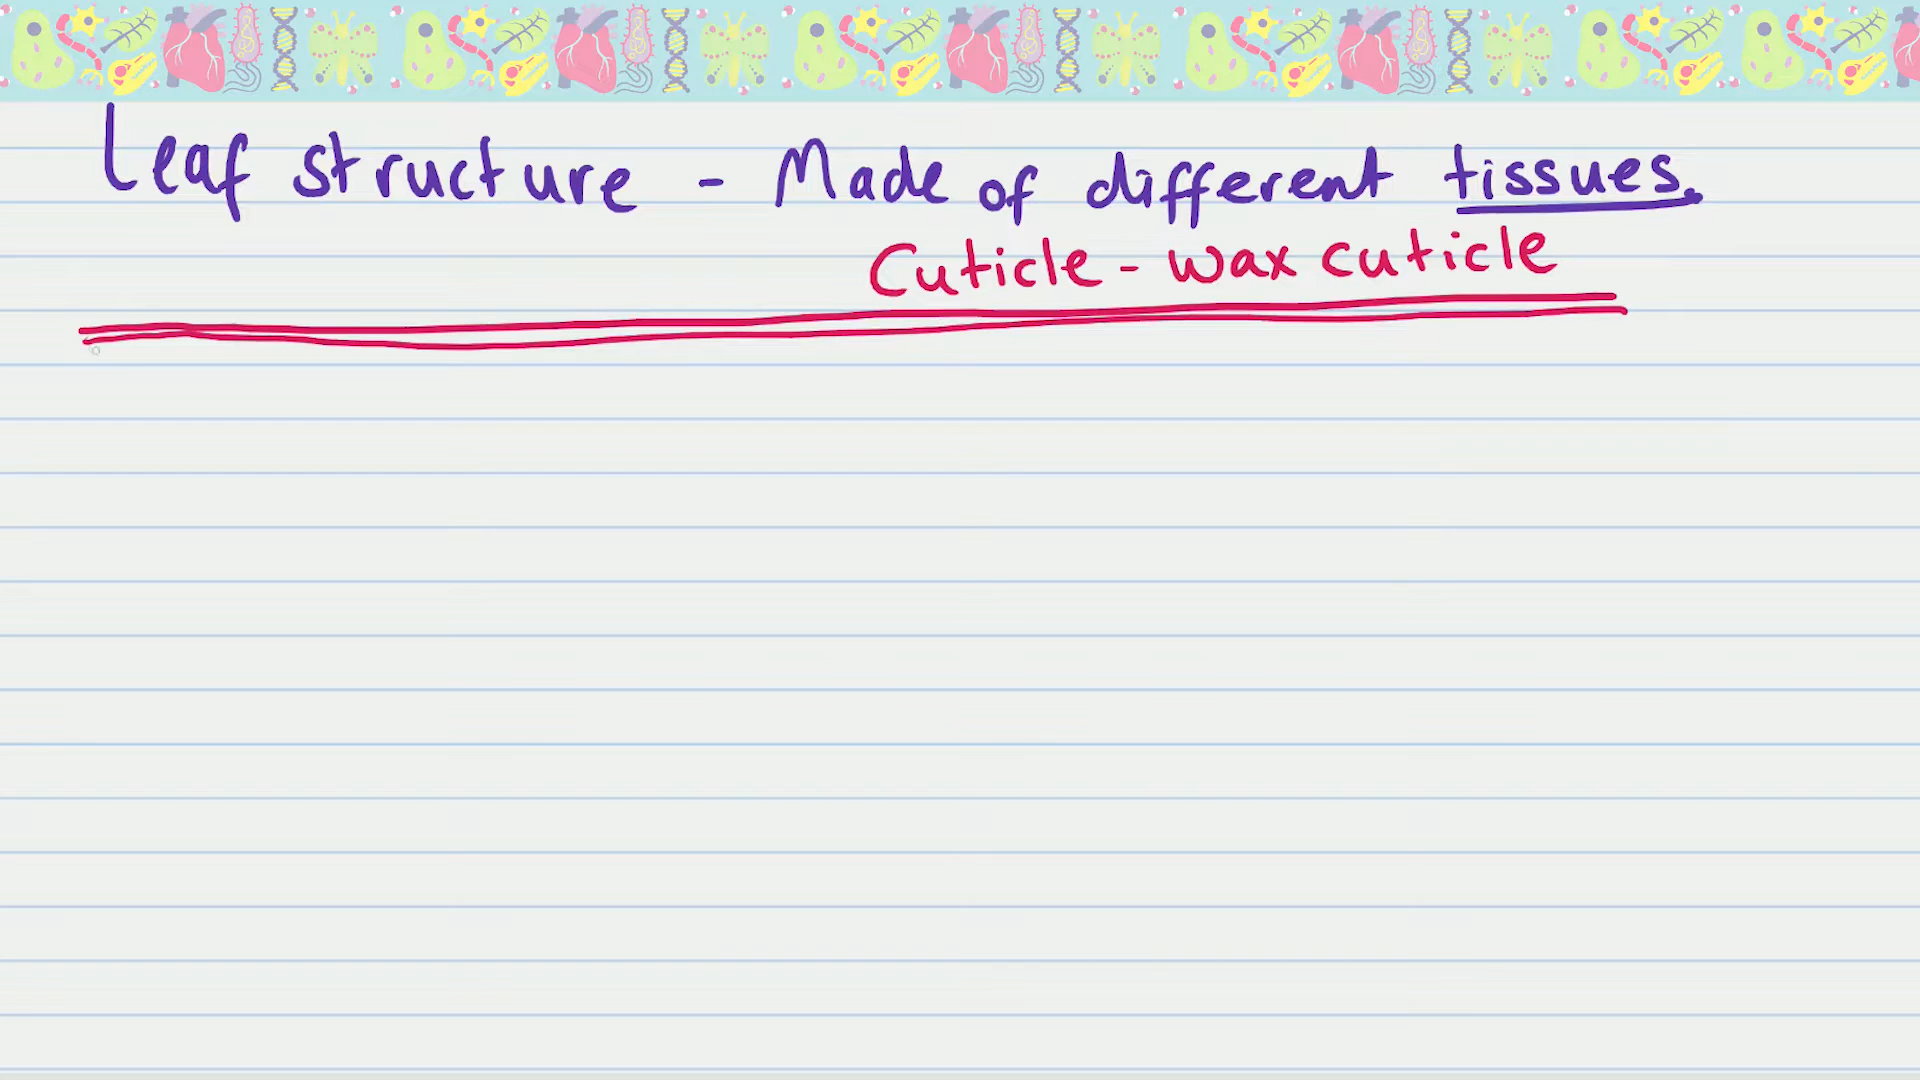 Leaf structure - Made of different tissues.
Cuticle - wax cuticle